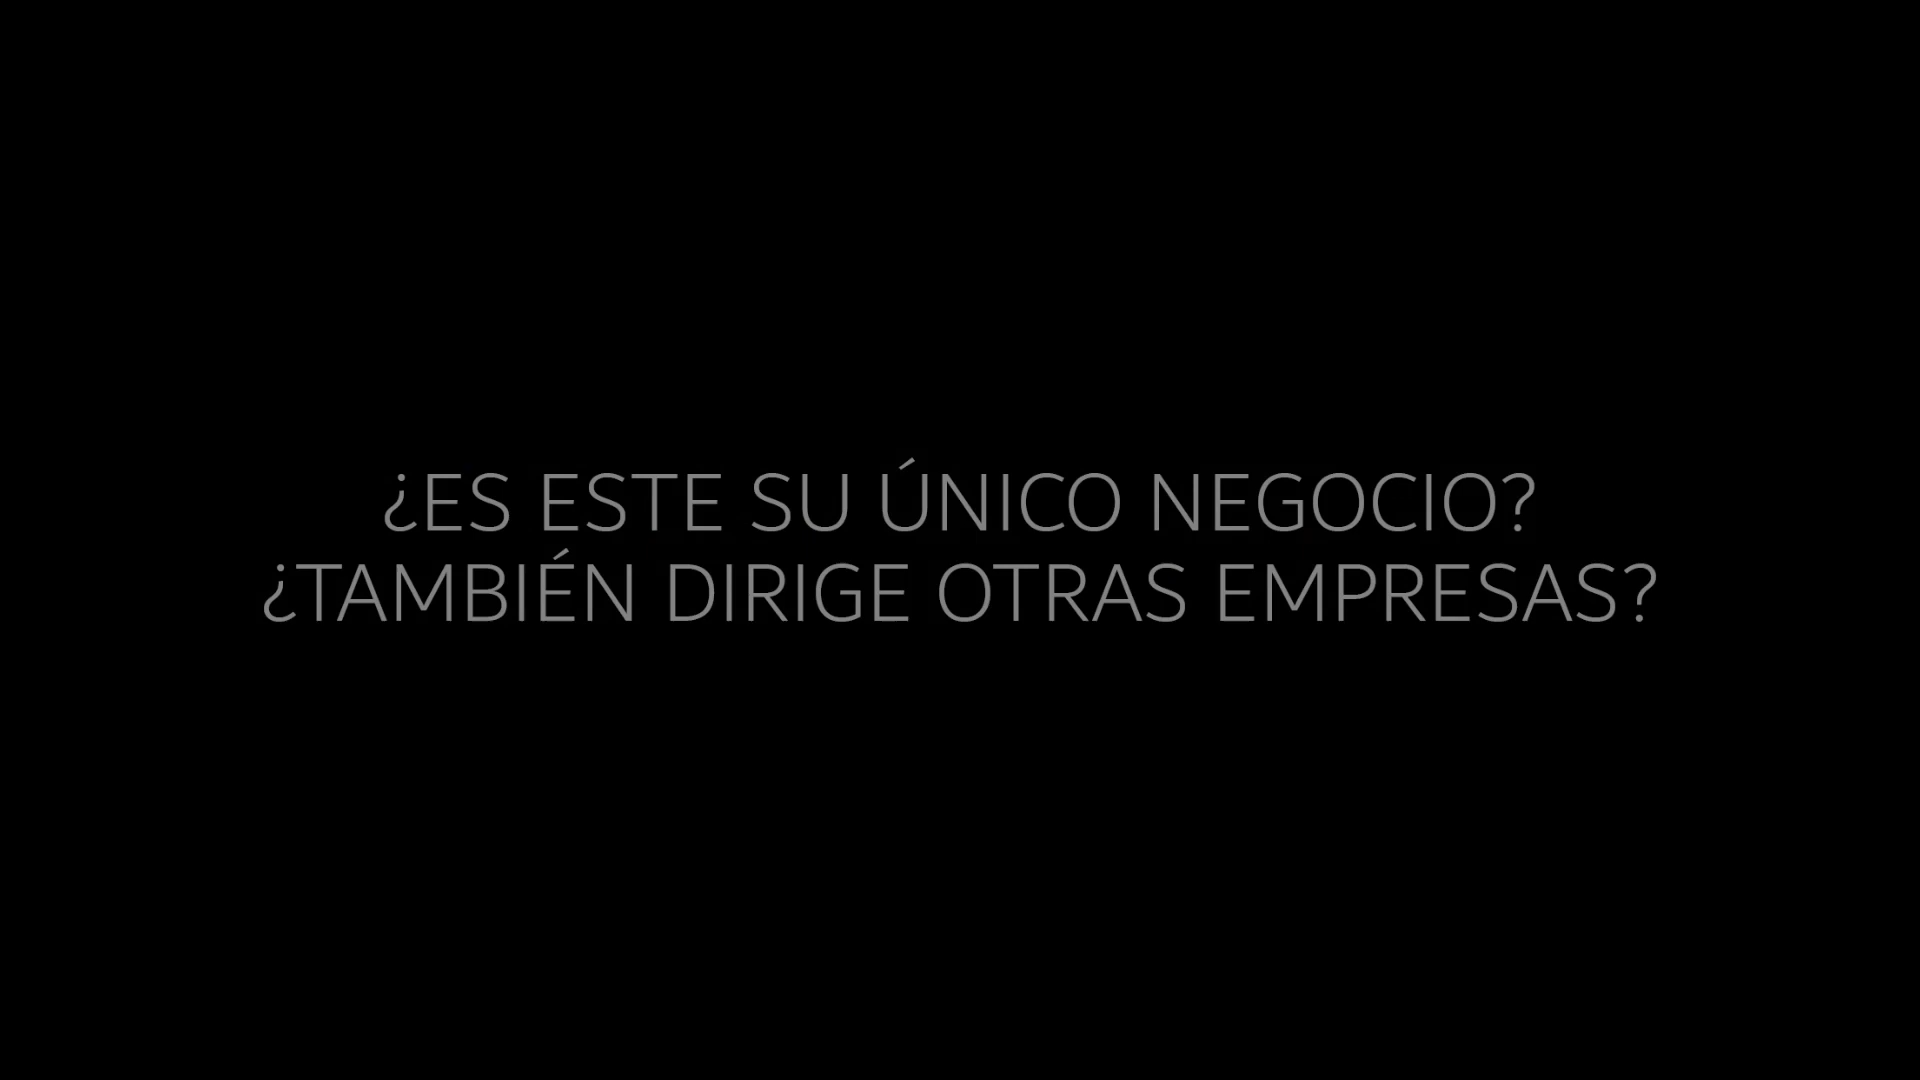 ¿ES ESTE SU ÚNICO NEGOCIO?
¿TAMBIÉN DIRIGE OTRAS EMPRESAS?